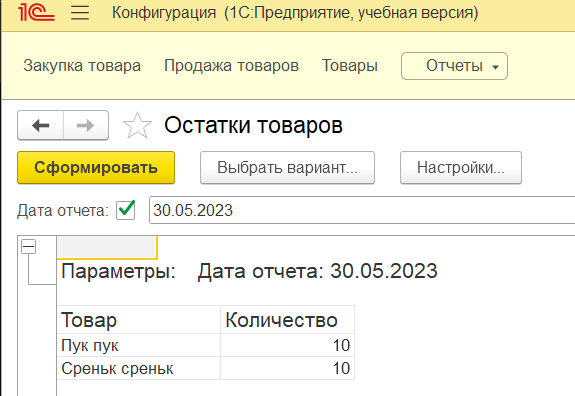 1С Конфигурация (1С:Предприятие, учебная версия)
Закупка товара Продажа товаров Товары Отчеты
Остатки товаров
Сформировать Выбрать вариант... Настройки...
Дата отчета: 30.05.2023
Параметры: Дата отчета: 30.05.2023
Товар Количество
Пук пук 10
Среньк среньк 10